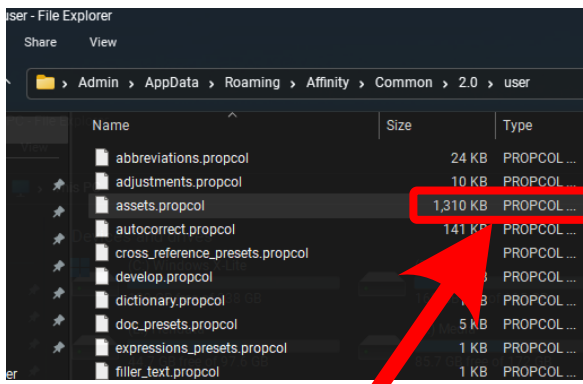 user - File Explorer
Share View
Admin > AppData > Roaming > Affinity > Common > 2.0 > user
Name Size Type
abbreviations.propcol 24 KB PROPCOL ...
adjustments.propcol 10 KB PROPCOL ...
assets.propcol 1,310 KB PROPCOL ...
autocorrect.propcol 141 KB PROPCOL ...
cross_reference_presets.propcol PROPCOL ...
develop.propcol PROPCOL ...
dictionary.propcol KB PROPCOL ...
doc_presets.propcol 5 KB PROPCOL ...
expressions_presets.propcol 1 KB PROPCOL ...
filler_text.propcol 1 KB PROPCOL ...